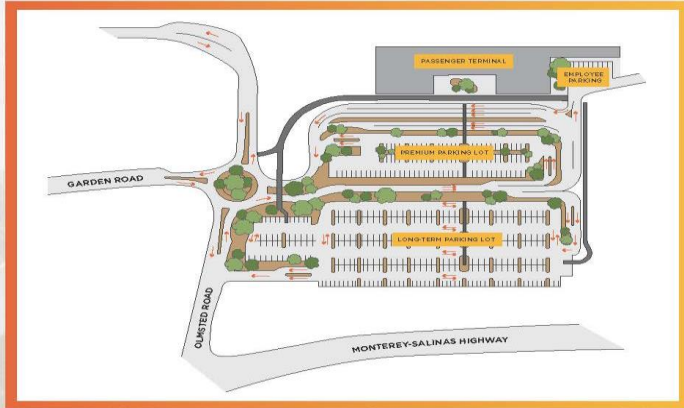 PASSENGER TERMINAL
EMPLOYEE
PARKING
PREMIUM PARKING LOT
GARDEN ROAD
LONG-TERM PARKING LOT
OLMSTED ROAD
MONTEREY-SALINAS HIGHWAY